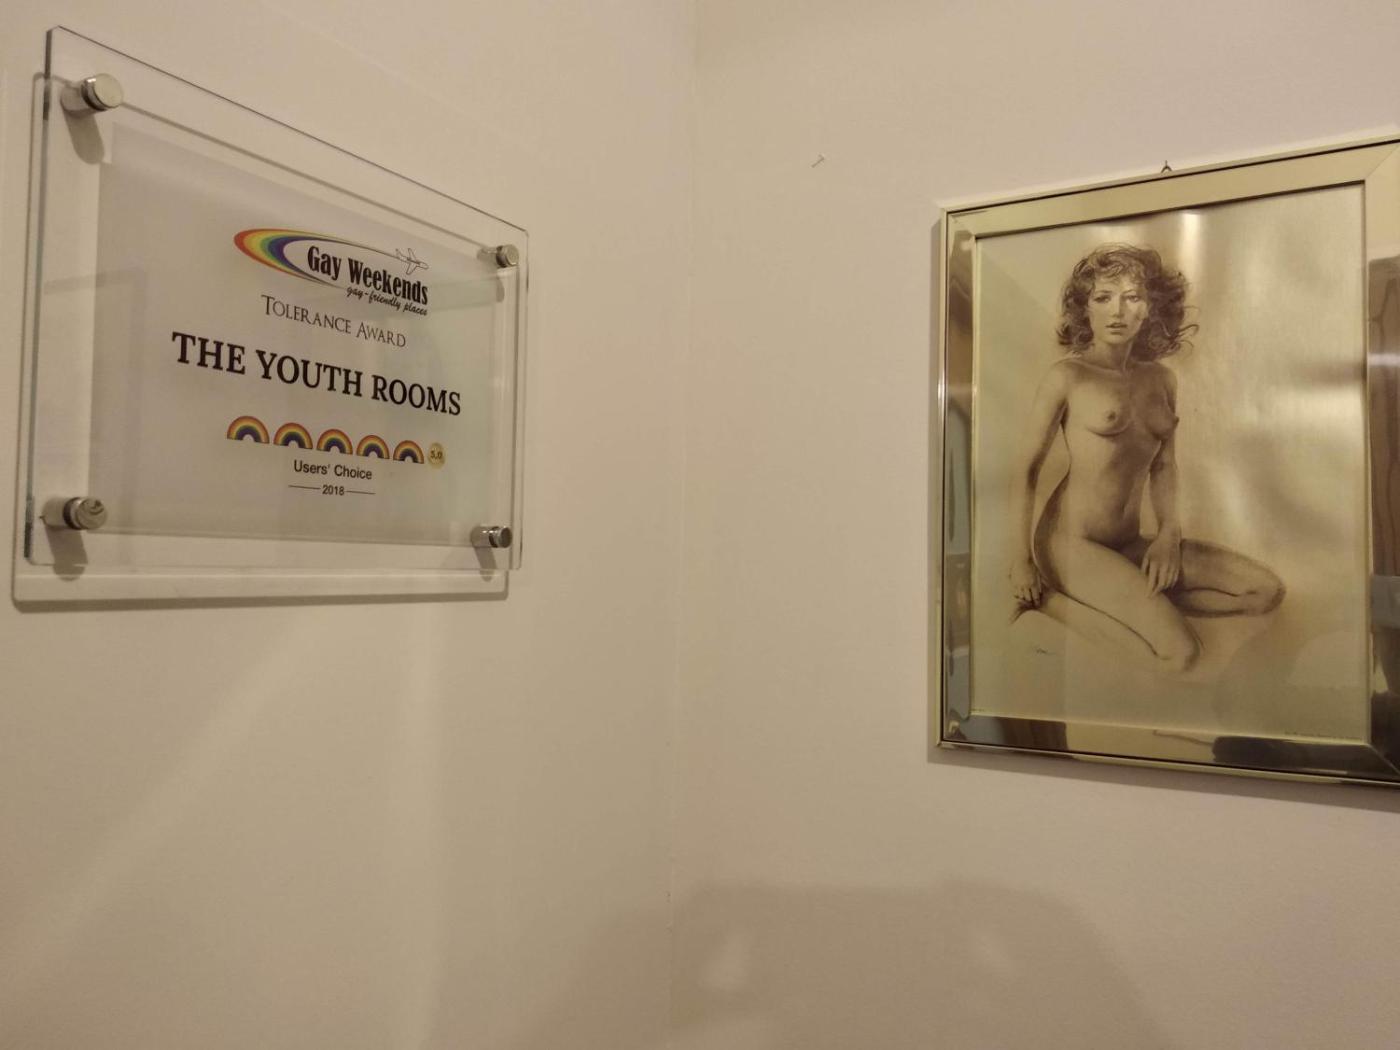 Gay Weekends
gay-friendly places
TOLERANCE AWARD
THE YOUTH ROOMS
5,0
Users' Choice
2018